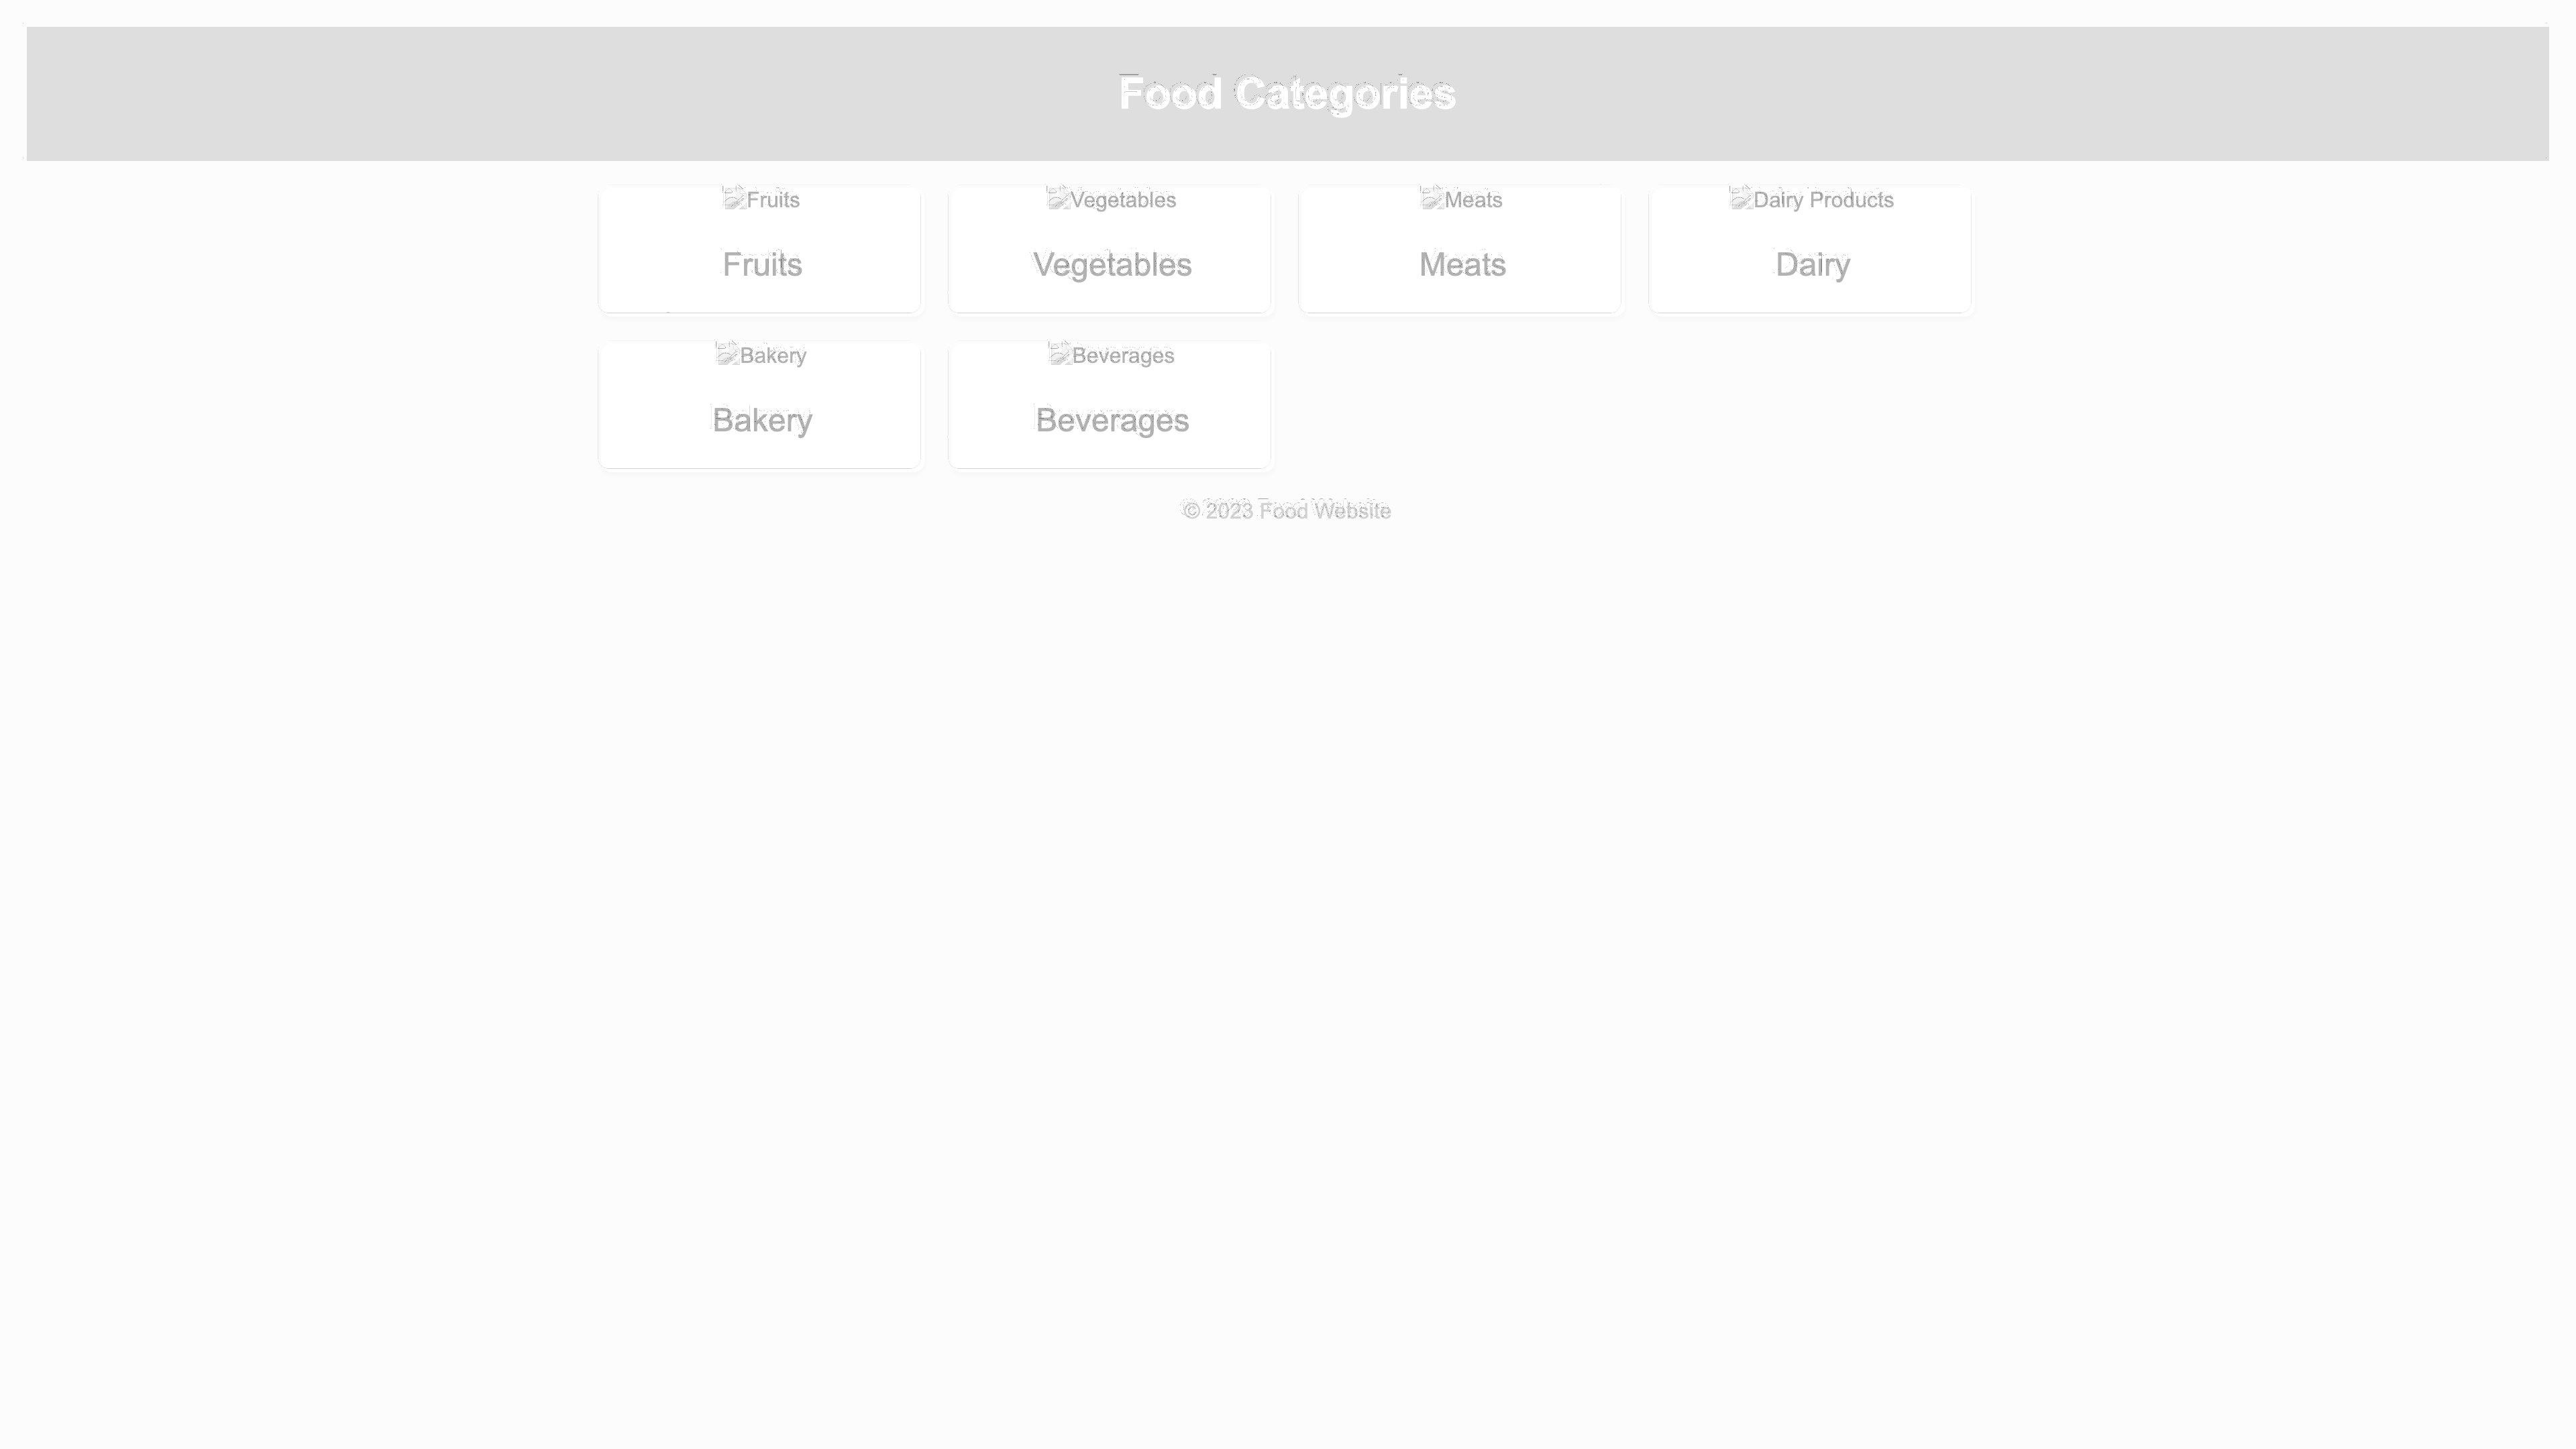 Food Categories
Fruits Vegetables Meats Dairy Products
Fruits Vegetables Meats Dairy
Bakery Beverages
Bakery Beverages
© 2023 Food Website